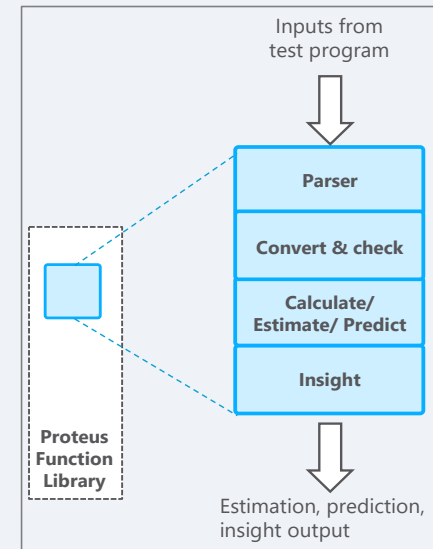 Inputs from
test program
Parser
Convert & check
Calculate/
Estimate/ Predict
Insight
Proteus
Function
Library
Estimation, prediction,
insight output